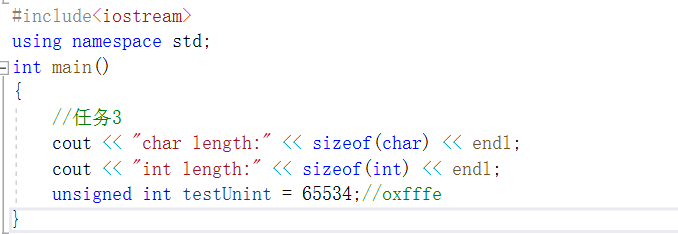 #include<iostream>
using namespace std;
int main()
{
//任务3
cout << "char length:" << sizeof(char) << endl;
cout << "int length:" << sizeof(int) << endl;
unsigned int testUnint = 65534;//oxfffe
}